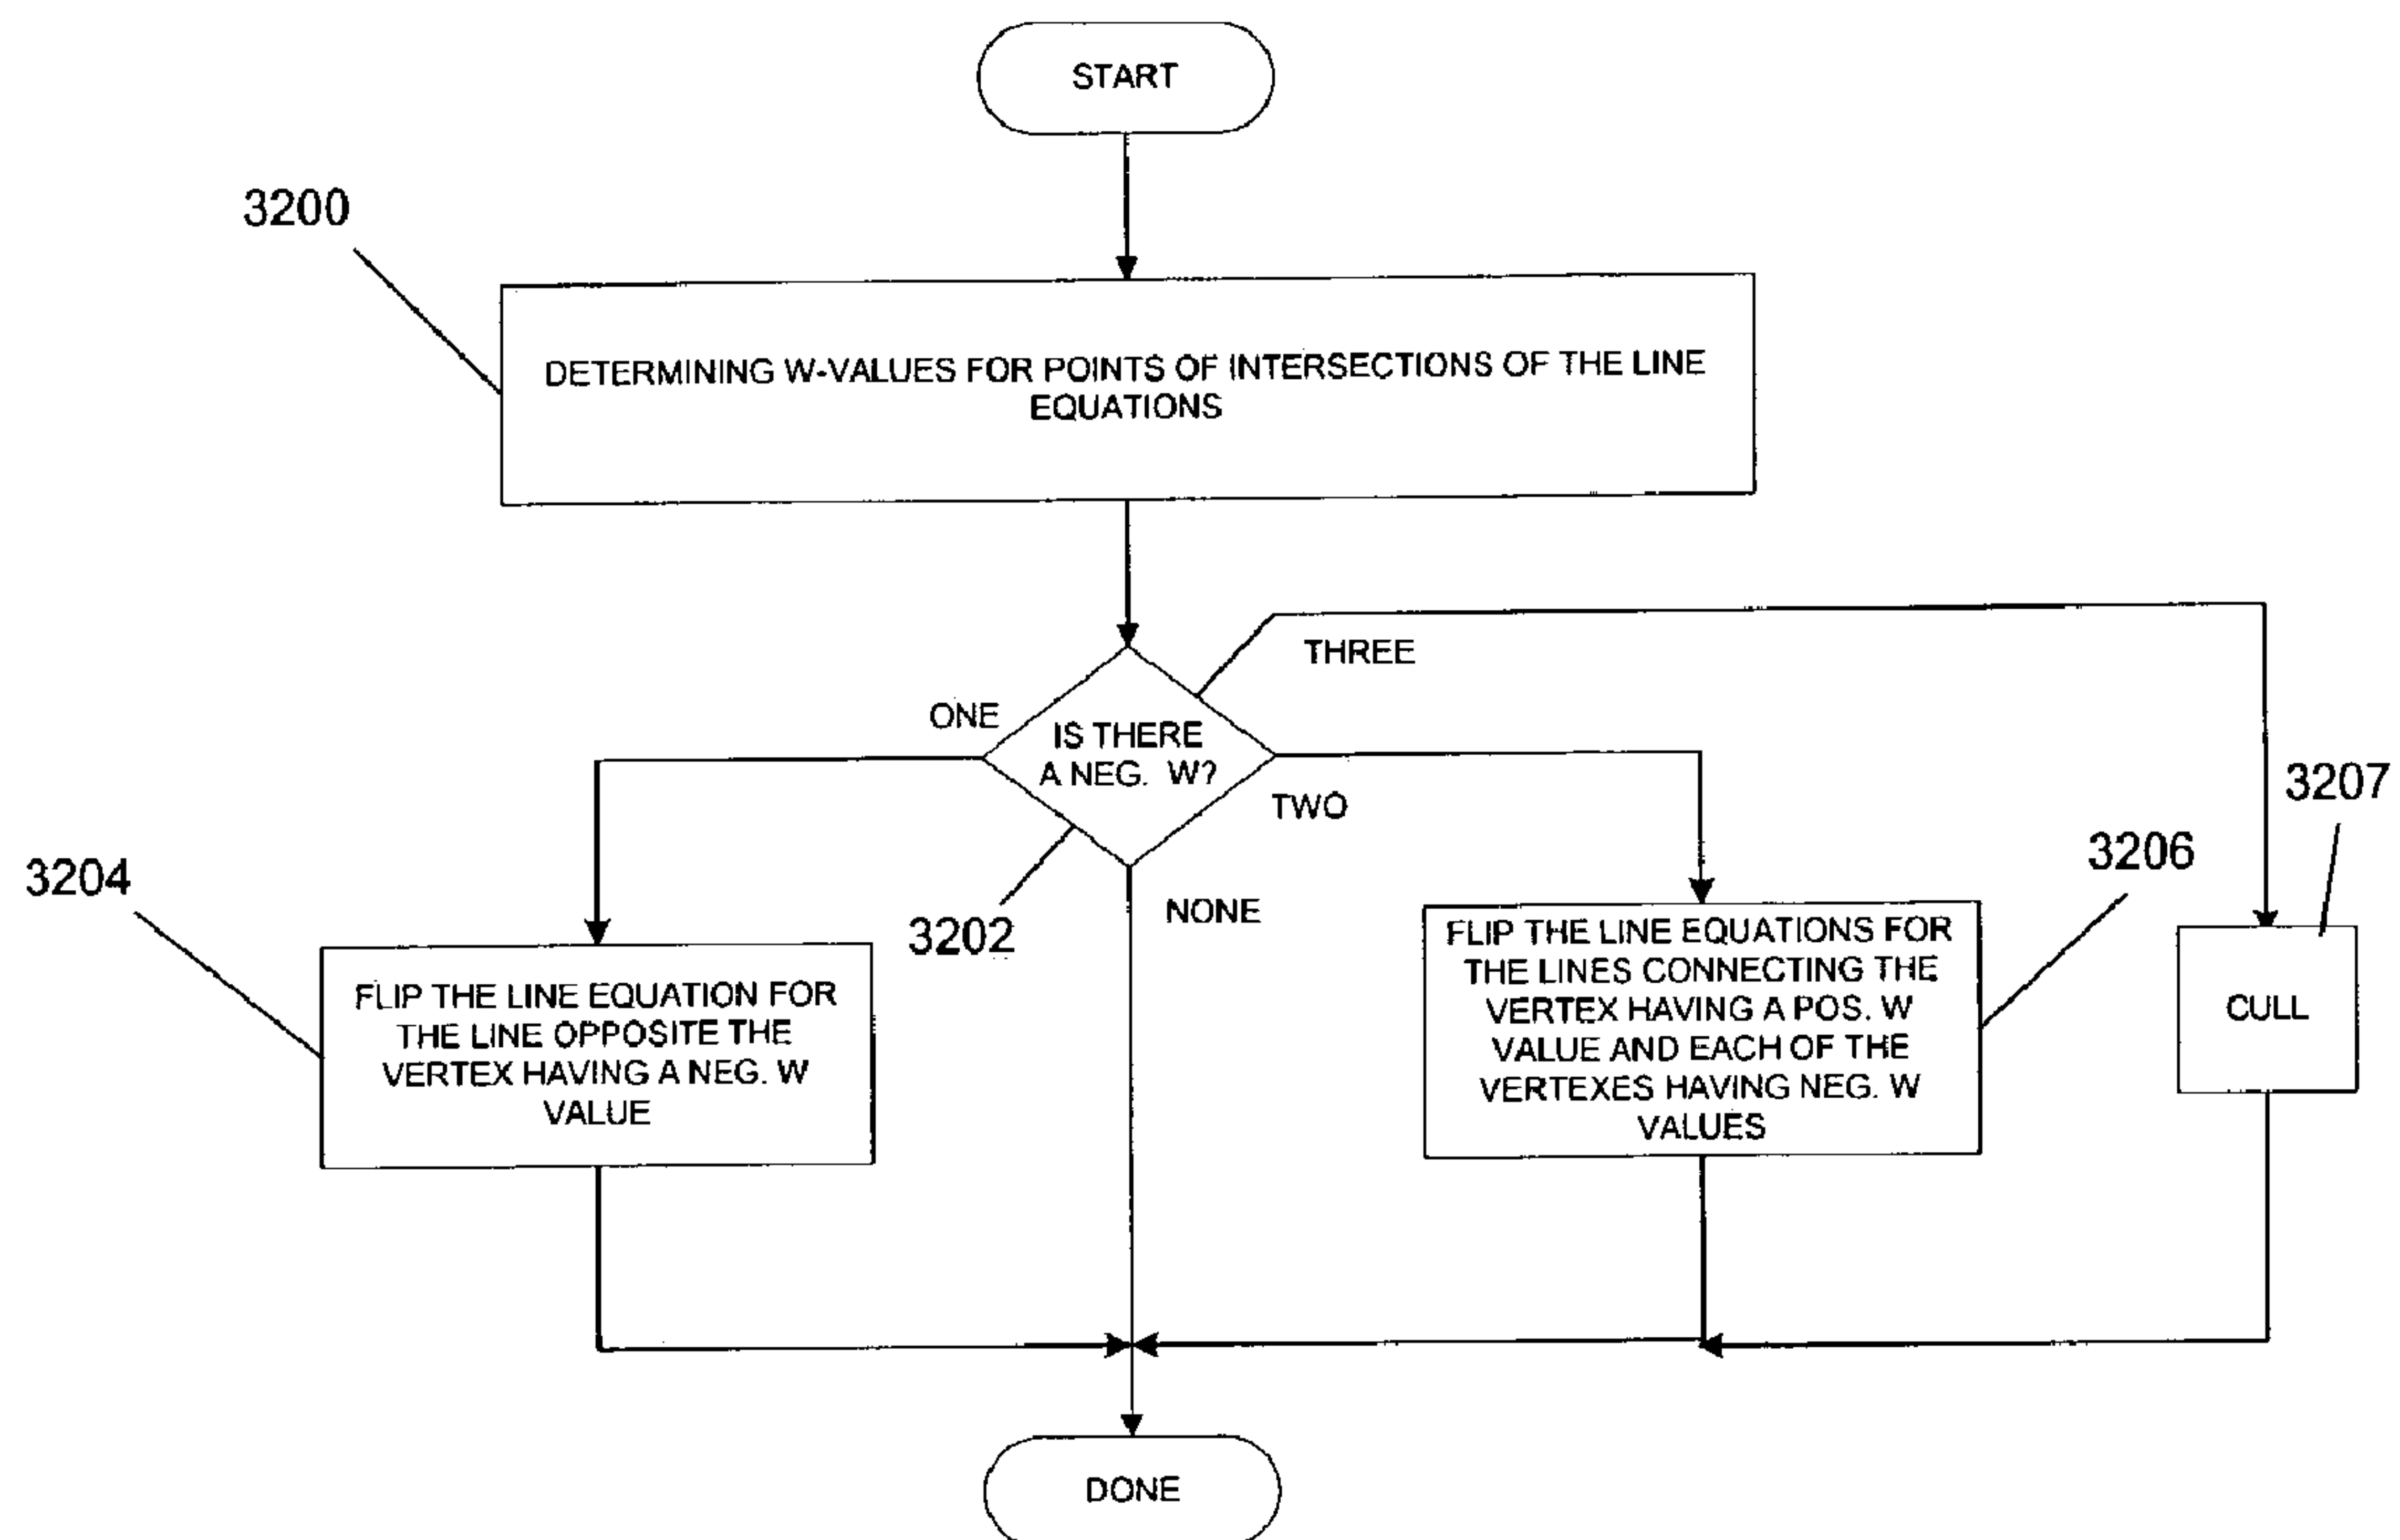 START
3200
DETERMINING W-VALUES FOR POINTS OF INTERSECTIONS OF THE LINE
EQUATIONS
THREE
ONE
IS THERE
A NEG. W?
TWO
3207
3206
3204
3202
NONE
FLIP THE LINE EQUATION FOR
THE LINE OPPOSITE THE
VERTEX HAVING A NEG. W
VALUE
FLIP THE LINE EQUATIONS FOR
THE LINES CONNECTING THE
VERTEX HAVING A POS. W
VALUE AND EACH OF THE
VERTEXES HAVING NEG. W
VALUES
CULL
DONE